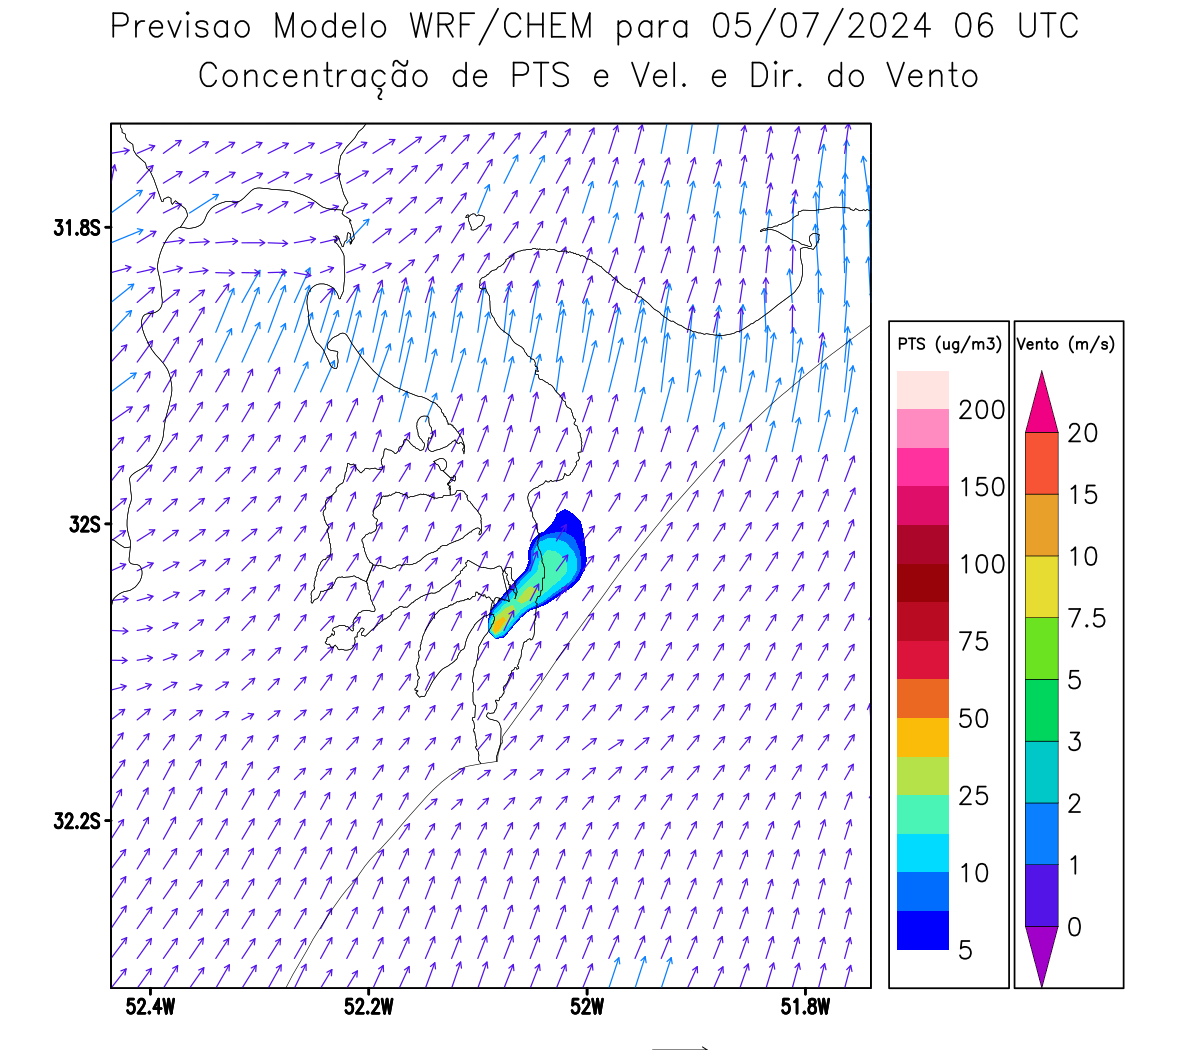 Previsao Modelo WRF/CHEM para 05/07/2024 06 UTC
Concentração de PTS e Vel. e Dir. do Vento
31.8S
32S
32.2S
52.4W
52.2W
52W
51.8W
PTS (ug/m3)
200
150
100
75
50
25
10
5
Vento (m/s)
20
15
10
7.5
5
3
2
1
0